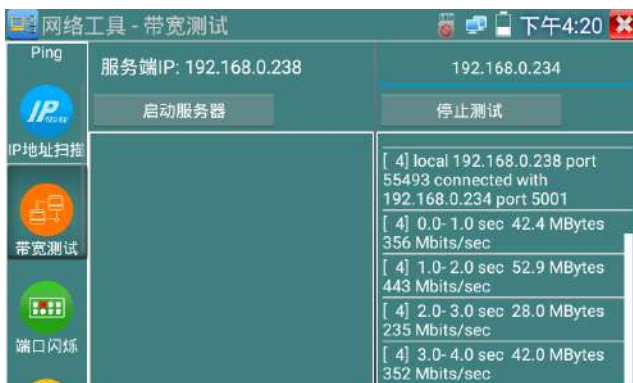 网络工具 - 带宽测试
下午4:20
Ping
服务端IP: 192.168.0.238
192.168.0.234
启动服务器
停止测试
IP地址扫描
带宽测试
端口闪烁
[ 4] local 192.168.0.238 port
55493 connected with
192.168.0.234 port 5001
[ 4] 0.0- 1.0 sec 42.4 MBytes
356 Mbits/sec
[ 4] 1.0- 2.0 sec 52.9 MBytes
443 Mbits/sec
[ 4] 2.0- 3.0 sec 28.0 MBytes
235 Mbits/sec
[ 4] 3.0- 4.0 sec 42.0 MBytes
352 Mbits/sec